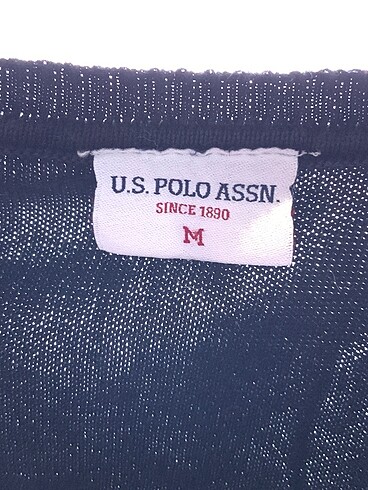 U.S. POLO ASSN.
SINCE 1890
M